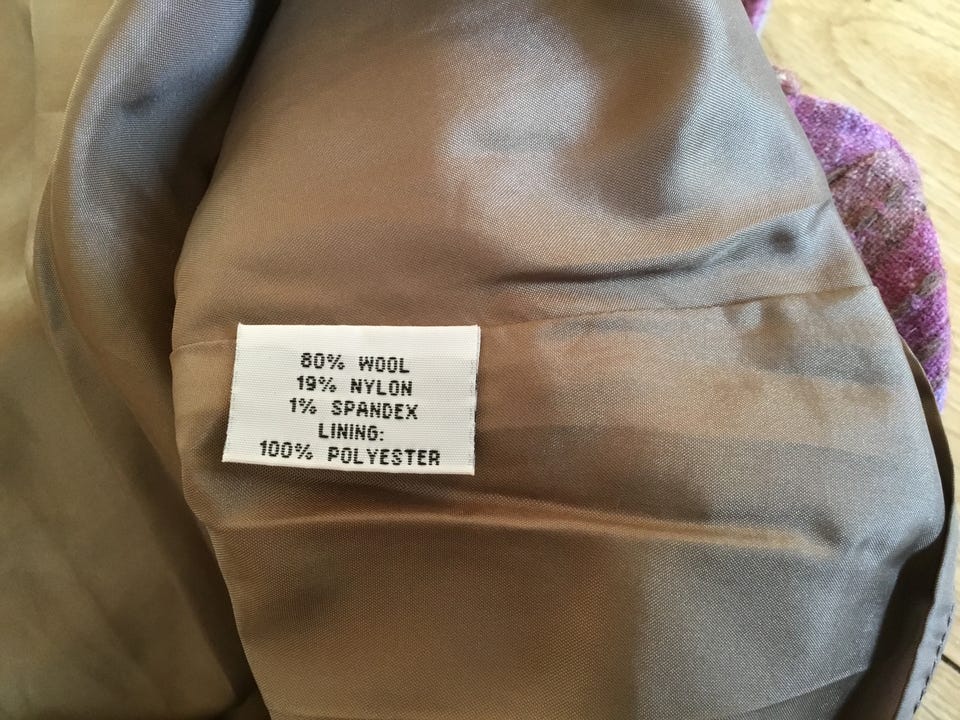 80% WOOL
19% NYLON
1% SPANDEX
LINING:
100% POLYESTER